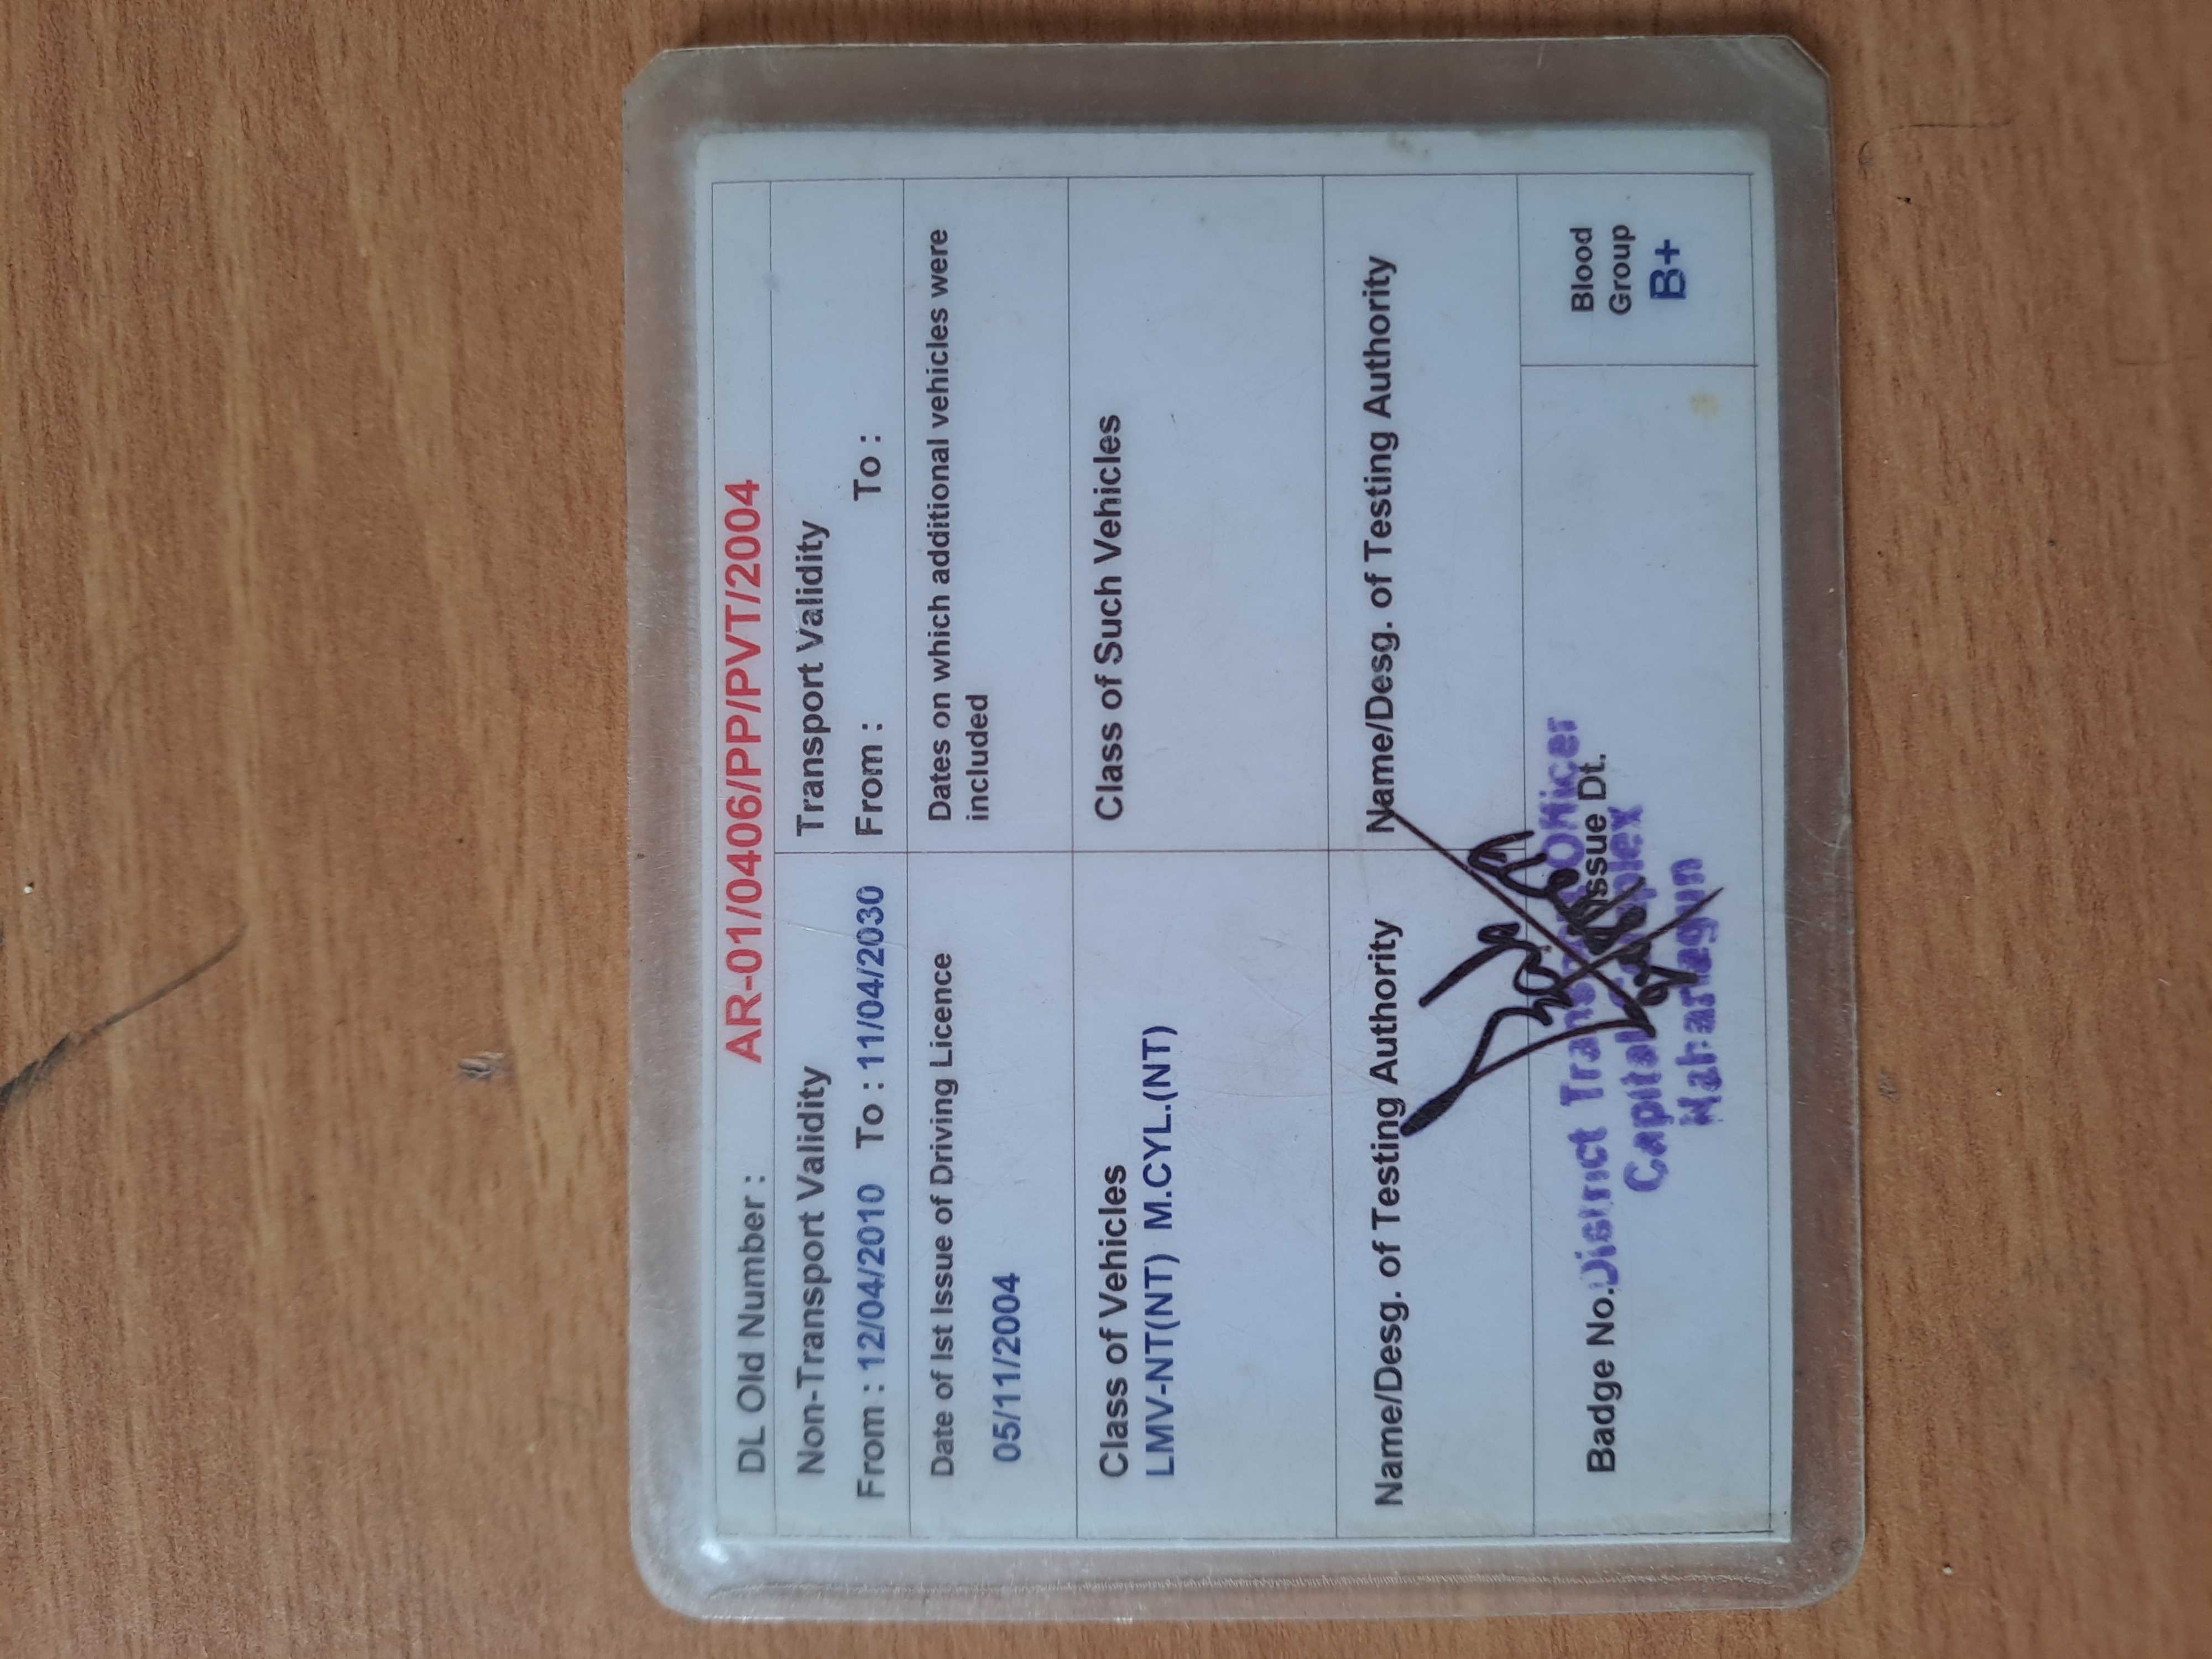 DL Old Number : AR-01/0406/PP/PVT/2004
Non-Transport Validity
From : 12/04/2010 To : 11/04/2030
Transport Validity
From : To :
Date of Ist Issue of Driving Licence
05/11/2004
Dates on which additional vehicles were
included
Class of Vehicles
LMV-NT(NT) M.CYL.(NT)
Class of Such Vehicles
Name/Desg. of Testing Authority
Name/Desg. of Testing Authority
Badge No.
Issue Dt.
District Transport Officer
Capital Complex
Blood
Group
B+